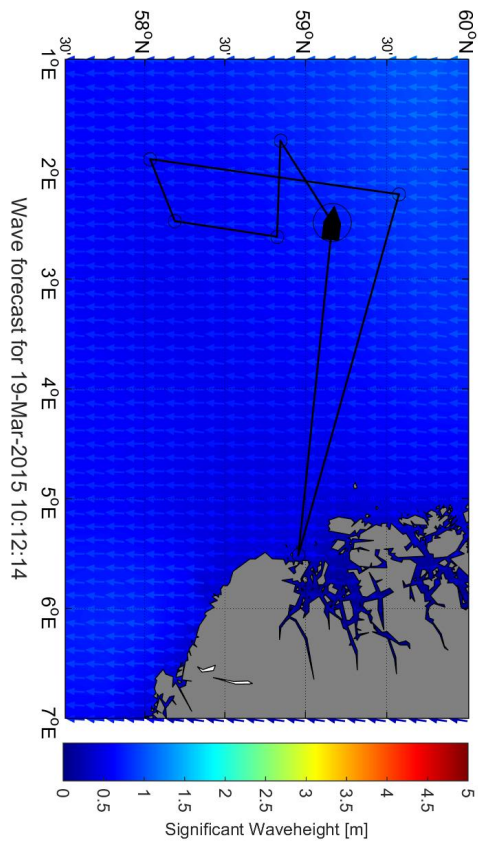 60°N
30'
59°N
30'
58°N
30'
1°E
2°E
3°E
4°E
5°E
6°E
7°E
Wave forecast for 19-Mar-2015 10:12:14
0
0.5
1
1.5
2
2.5
3
3.5
4
4.5
5
Significant Waveheight [m]